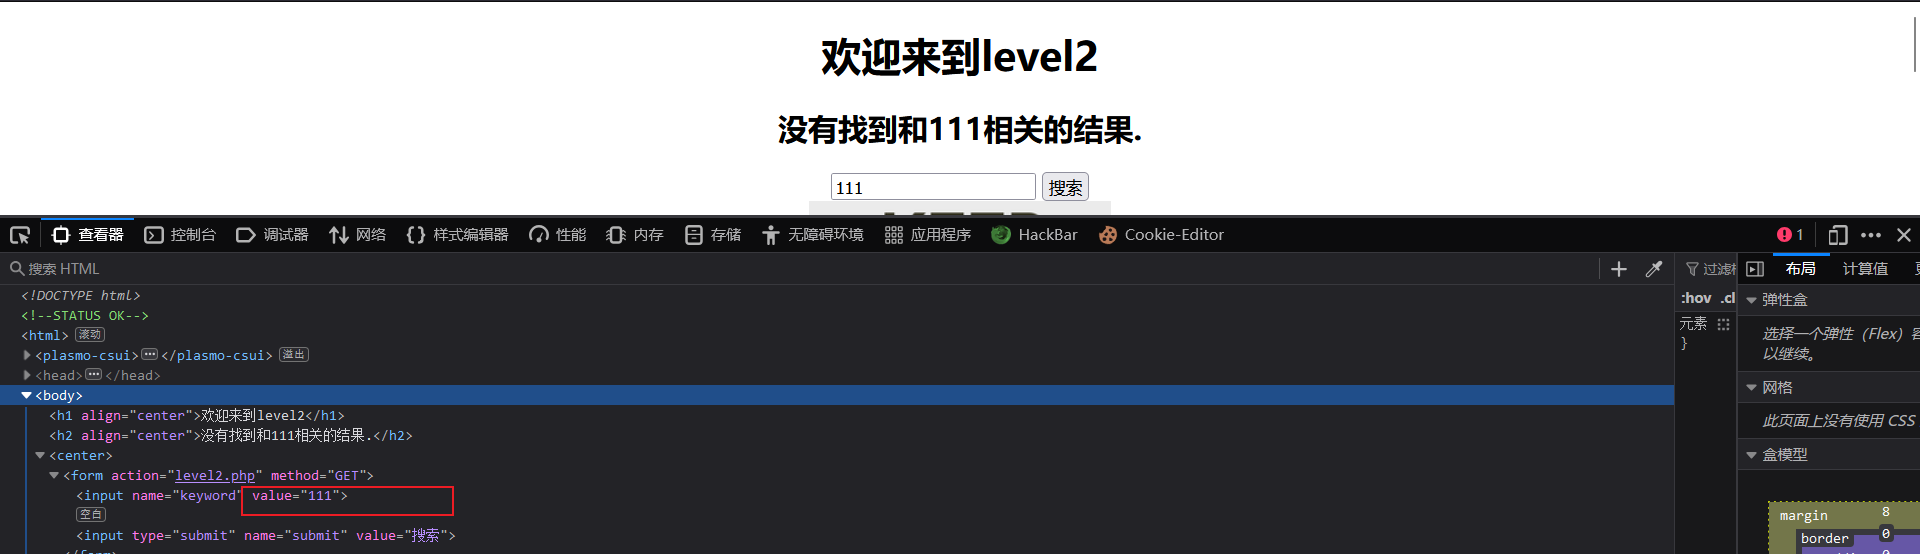 欢迎来到level2
没有找到和111相关的结果.
111 搜索
查看器 控制台 调试器 网络 样式编辑器 性能 内存 存储 无障碍环境 应用程序 HackBar Cookie-Editor 1
搜索 HTML
过滤
布局 计算值
<!DOCTYPE html>
:hov .cl
弹性盒
<!--STATUS OK-->
元素
<html> 滚动
选择一个弹性（Flex）容
}
<plasmo-csui> </plasmo-csui> 溢出
以继续。
<head> </head>
网格
<body>
<h1 align="center">欢迎来到level2</h1>
此页面上没有使用 CSS
<h2 align="center">没有找到和111相关的结果.</h2>
<center>
盒模型
<form action="level2.php" method="GET">
<input name="keyword" value="111">
空白
margin 8
<input type="submit" name="submit" value="搜索">
border 0